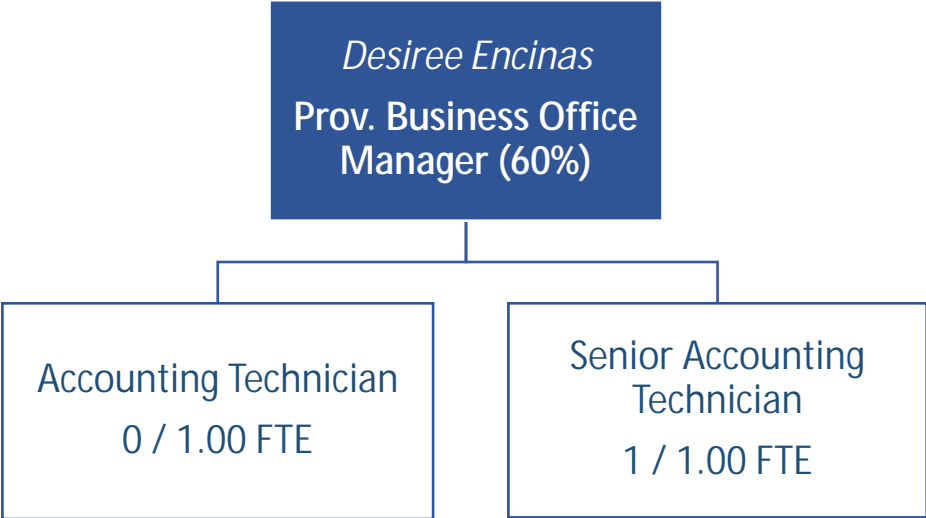 Desiree Encinas
Prov. Business Office
Manager (60%)
Accounting Technician
0 / 1.00 FTE
Senior Accounting
Technician
1 / 1.00 FTE